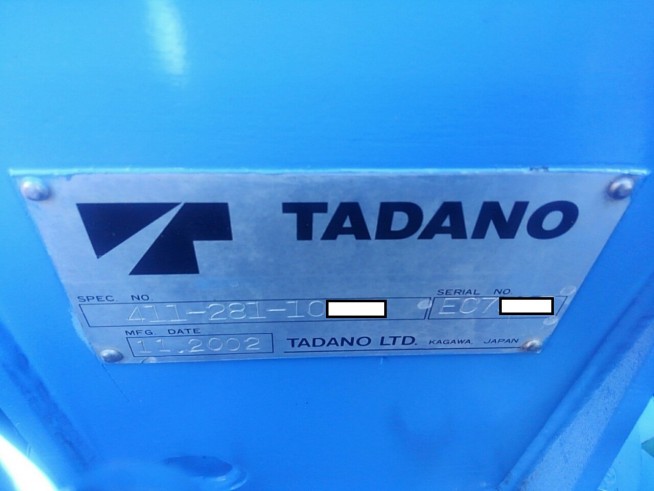 TADANO
SPEC. NO. SERIAL NO.
411-281-10 EC7
MFG. DATE
11.2002 TADANO LTD. KAGAWA JAPAN